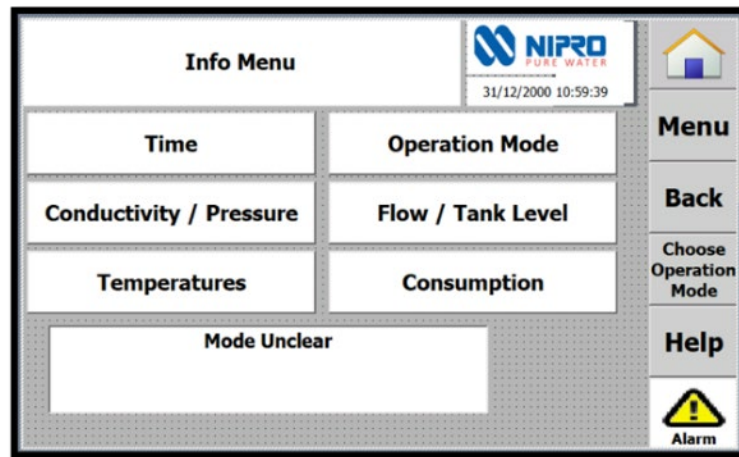 Info Menu
NIPRO
PURE WATER
31/12/2000 10:59:39
Time
Operation Mode
Conductivity / Pressure
Flow / Tank Level
Temperatures
Consumption
Mode Unclear
Menu
Back
Choose
Operation
Mode
Help
Alarm